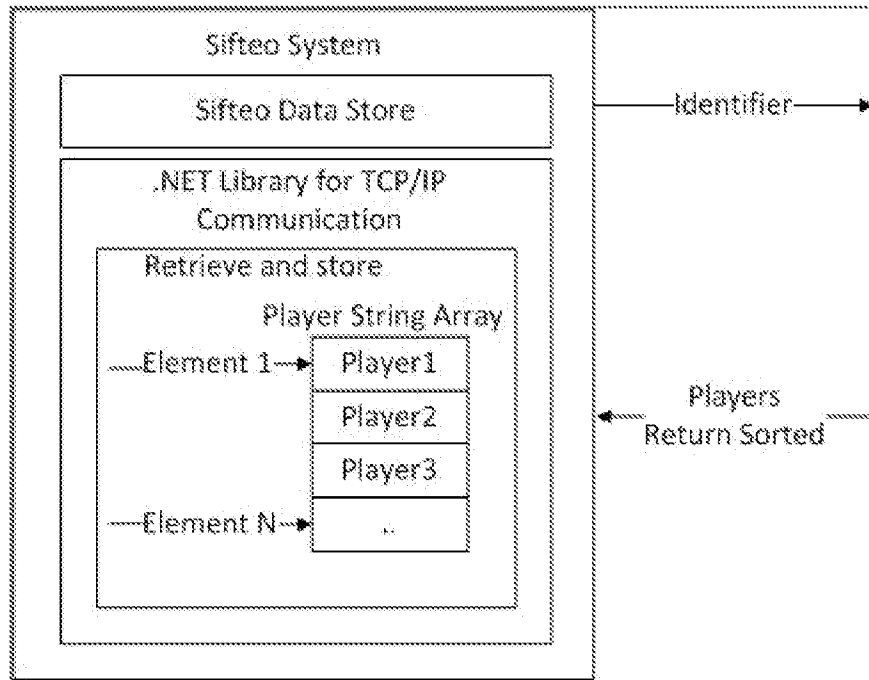 Sifteo System
Sifteo Data Store
Identifier
.NET Library for TCP/IP
Communication
Retrieve and store
Player String Array
Element 1
Player1
Player2
Players
Return Sorted
Player3
Element N
..